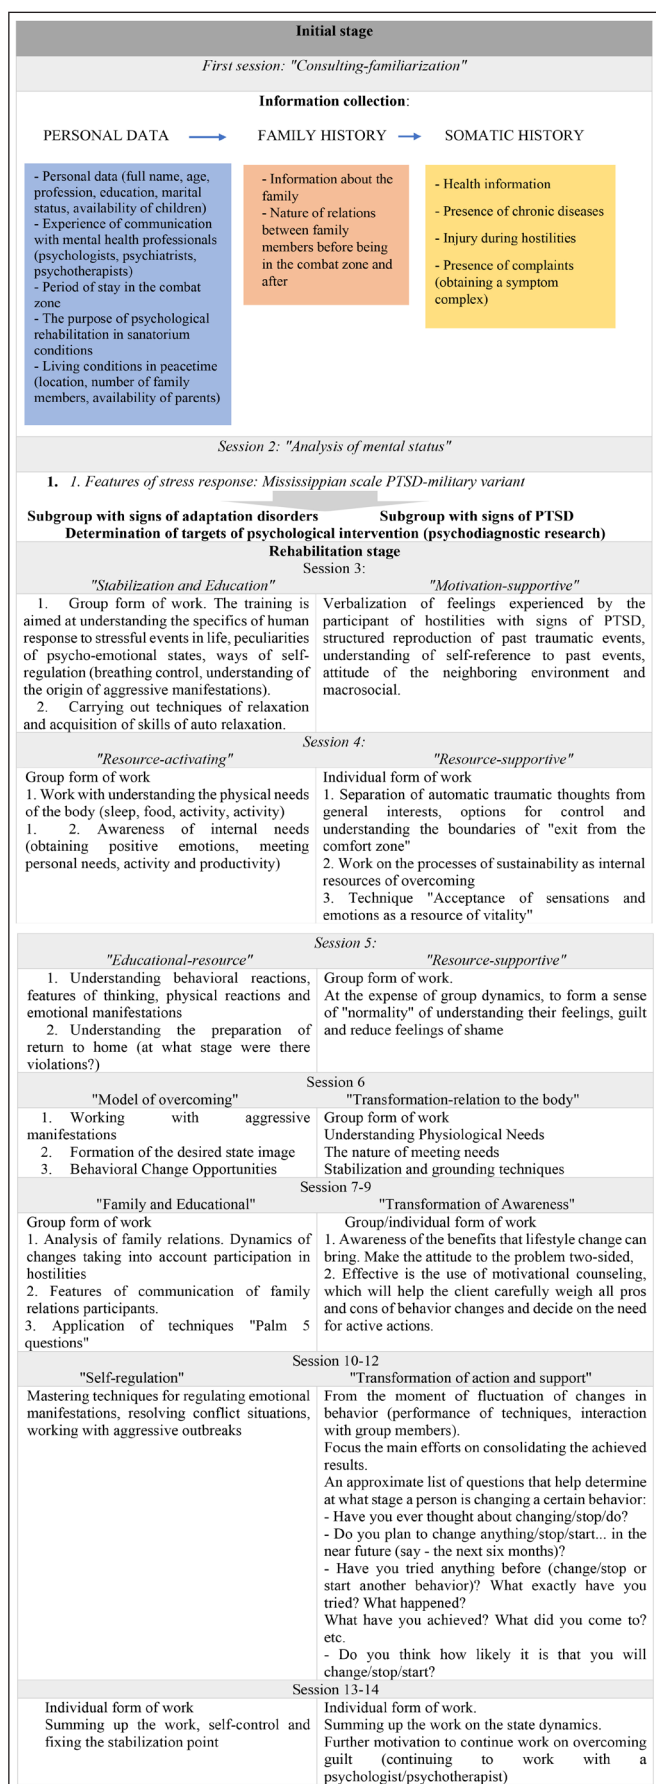 Initial stage
First session: "Consulting-familiarization"
Information collection:
PERSONAL DATA
FAMILY HISTORY
SOMATIC HISTORY
- Personal data (full name, age,
profession, education, marital
status, availability of children)
- Experience of communication
with mental health professionals
(psychologists, psychiatrists,
psychotherapists)
- Period of stay in the combat
zone
- The purpose of psychological
rehabilitation in sanatorium
conditions
- Living conditions in peacetime
(location, number of family
members, availability of parents)
- Information about the
family
- Nature of relations
between family
members before being
in the combat zone and
after
- Health information
- Presence of chronic diseases
- Injury during hostilities
- Presence of complaints
(obtaining a symptom
complex)
Session 2: "Analysis of mental status"
1. 1. Features of stress response: Mississippian scale PTSD-military variant
Subgroup with signs of adaptation disorders
Subgroup with signs of PTSD
Determination of targets of psychological intervention (psychodiagnostic research)
Rehabilitation stage
Session 3:
"Stabilization and Education"
"Motivation-supportive"
1. Group form of work. The training is
aimed at understanding the specifics of human
response to stressful events in life, peculiarities
of psycho-emotional states, ways of self-
regulation (breathing control, understanding of
the origin of aggressive manifestations).
2. Carrying out techniques of relaxation
and acquisition of skills of auto relaxation.
Verbalization of feelings experienced by the
participant of hostilities with signs of PTSD,
structured reproduction of past traumatic events,
understanding of self-reference to past events,
attitude of the neighboring environment and
macrosocial.
Session 4:
"Resource-activating"
"Resource-supportive"
Group form of work
1. Work with understanding the physical needs
of the body (sleep, food, activity, activity)
1. 2. Awareness of internal needs
(obtaining positive emotions, meeting
personal needs, activity and productivity)
Individual form of work
1. Separation of automatic traumatic thoughts from
general interests, options for control and
understanding the boundaries of "exit from the
comfort zone"
2. Work on the processes of sustainability as internal
resources of overcoming
3. Technique "Acceptance of sensations and
emotions as a resource of vitality"
Session 5:
"Educational-resource"
"Resource-supportive"
1. Understanding behavioral reactions,
features of thinking, physical reactions and
emotional manifestations
2. Understanding the preparation of
return to home (at what stage were there
violations?)
Group form of work.
At the expense of group dynamics, to form a sense
of "normality" of understanding their feelings, guilt
and reduce feelings of shame
Session 6
"Model of overcoming"
"Transformation-relation to the body"
1. Working with aggressive
manifestations
2. Formation of the desired state image
3. Behavioral Change Opportunities
Group form of work
Understanding Physiological Needs
The nature of meeting needs
Stabilization and grounding techniques
Session 7-9
"Family and Educational"
"Transformation of Awareness"
Group form of work
1. Analysis of family relations. Dynamics of
changes taking into account participation in
hostilities
2. Features of communication of family
relations participants.
3. Application of techniques "Palm 5
questions"
Group/individual form of work
1. Awareness of the benefits that lifestyle change can
bring. Make the attitude to the problem two-sided,
2. Effective is the use of motivational counseling,
which will help the client carefully weigh all pros
and cons of behavior changes and decide on the need
for active actions.
Session 10-12
"Self-regulation"
"Transformation of action and support"
Mastering techniques for regulating emotional
manifestations, resolving conflict situations,
working with aggressive outbreaks
From the moment of fluctuation of changes in
behavior (performance of techniques, interaction
with group members).
Focus the main efforts on consolidating the achieved
results.
An approximate list of questions that help determine
at what stage a person is changing a certain behavior:
- Have you ever thought about changing/stop/do?
- Do you plan to change anything/stop/start... in the
near future (say - the next six months)?
- Have you tried anything before (change/stop or
start another behavior)? What exactly have you
tried? What happened?
What have you achieved? What did you come to?
etc.
- Do you think how likely it is that you will
change/stop/start?
Session 13-14
Individual form of work
Summing up the work, self-control and
fixing the stabilization point
Individual form of work.
Summing up the work on the state dynamics.
Further motivation to continue work on overcoming
guilt (continuing to work with a
psychologist/psychotherapist)